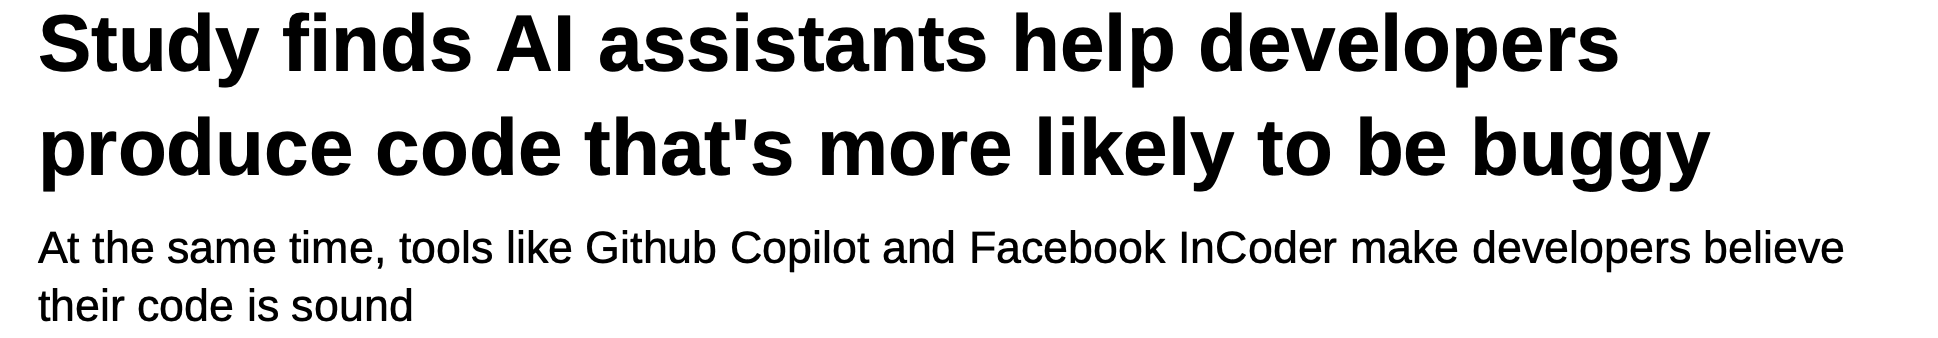 Study finds AI assistants help developers
produce code that's more likely to be buggy
At the same time, tools like Github Copilot and Facebook InCoder make developers believe
their code is sound